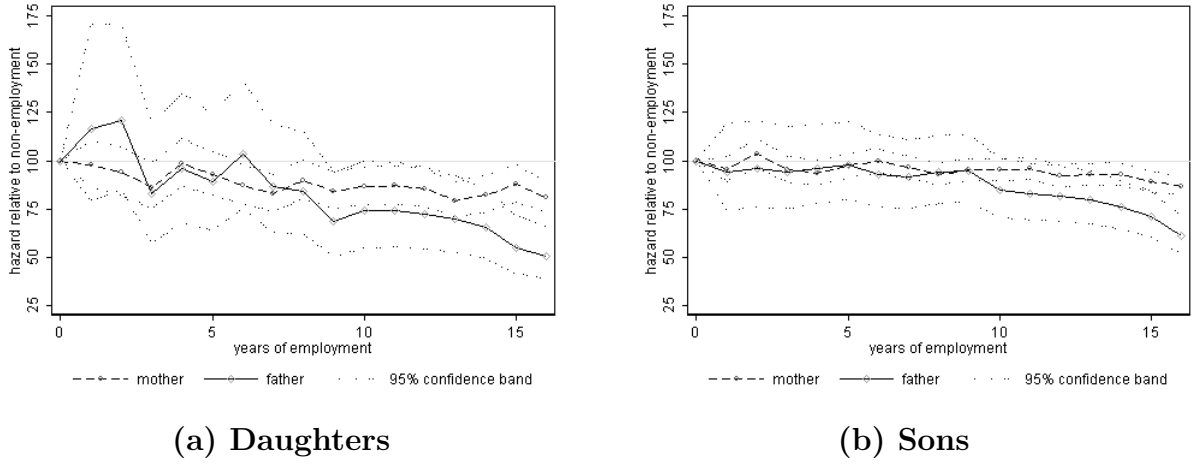 175
150
125
100
75
50
25
hazard relative to non-employment
0 5 10 15
years of employment
mother father 95% confidence band
(a) Daughters
175
150
125
100
75
50
25
hazard relative to non-employment
0 5 10 15
years of employment
mother father 95% confidence band
(b) Sons